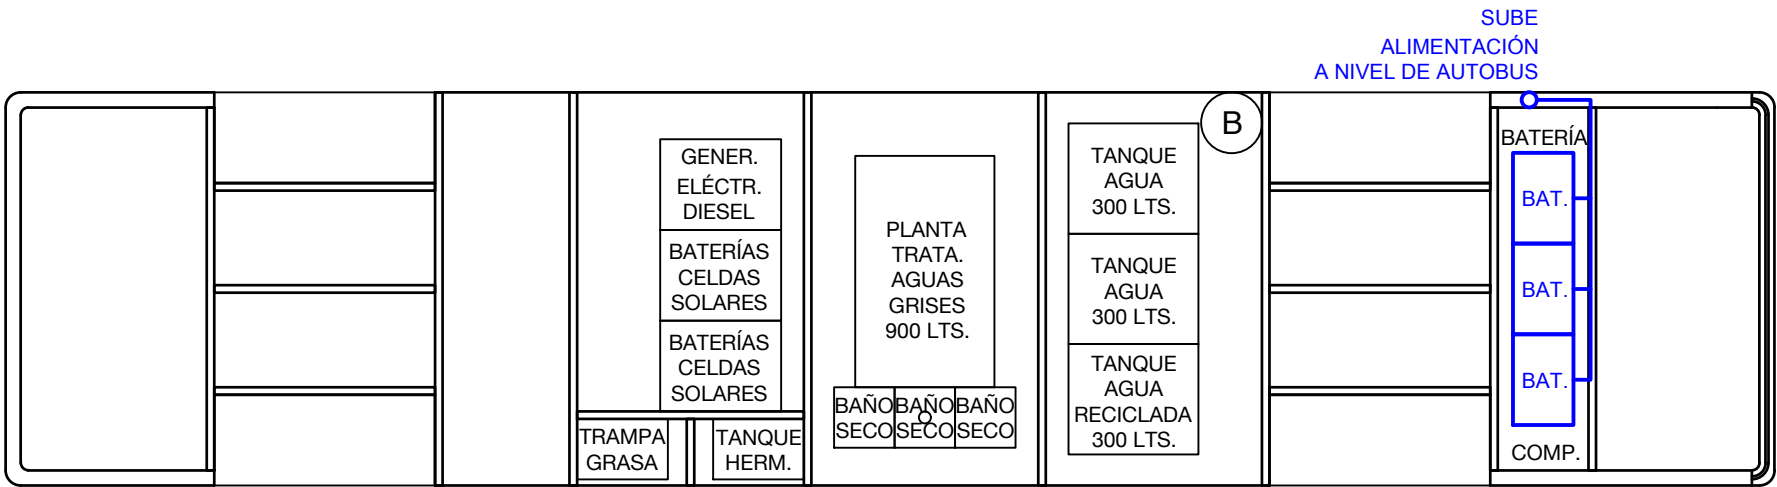 SUBE
ALIMENTACIÓN
A NIVEL DE AUTOBUS
GENER.
ELÉCTR.
DIESEL
BATERÍAS
CELDAS
SOLARES
BATERÍAS
CELDAS
SOLARES
TRAMPA
GRASA
TANQUE
HERM.
PLANTA
TRATA.
AGUAS
GRISES
900 LTS.
BAÑO
SECO
BAÑO
SECO
BAÑO
SECO
TANQUE
AGUA
300 LTS.
TANQUE
AGUA
300 LTS.
TANQUE
AGUA
RECICLADA
300 LTS.
B
BATERÍA
BAT.
BAT.
BAT.
COMP.